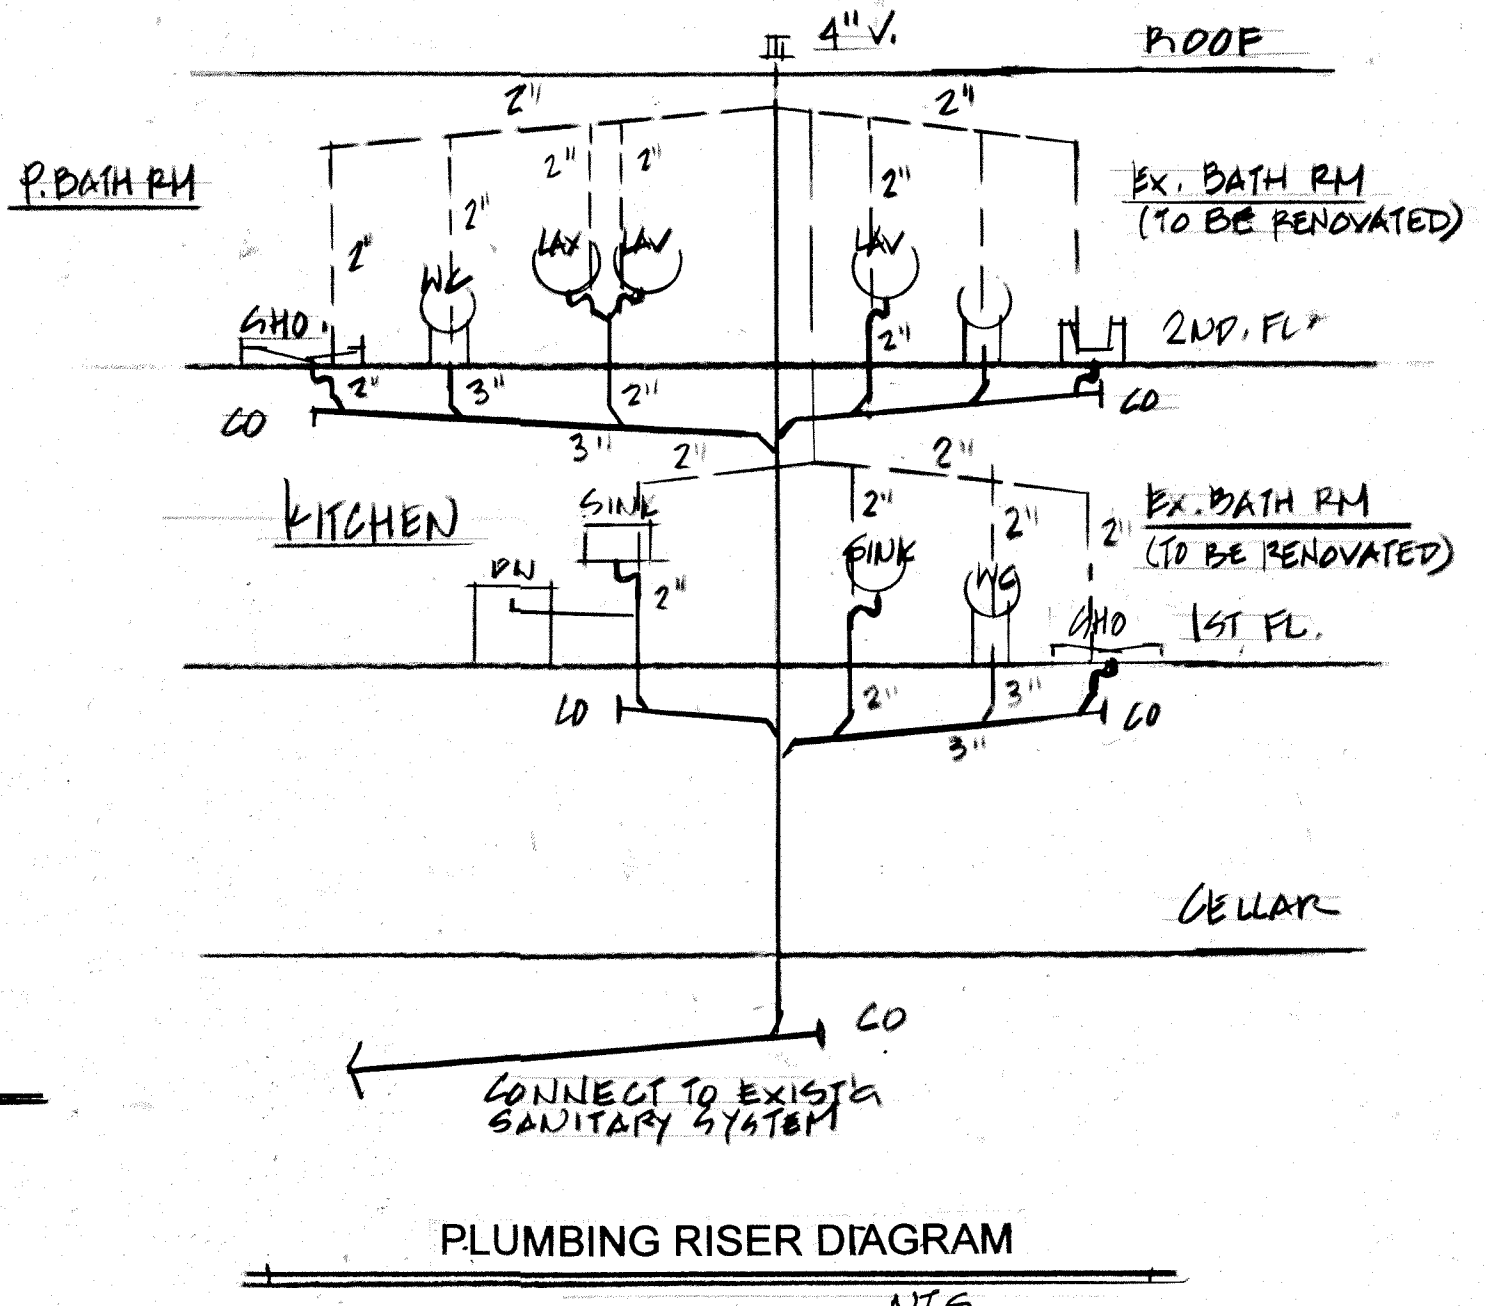 4" V.
ROOF
2"
2"
P. BATH RM
2"
2"
2"
2"
2"
EX. BATH RM
(TO BE RENOVATED)
LAV
LAV
LAV
WC
SHO.
2"
2ND. FL.
2"
3"
2"
CO
CO
3"
2"
2"
KITCHEN
SINK
2"
2"
2"
EX. BATH RM
(TO BE RENOVATED)
DW
2"
SINK
WC
SHO
1ST FL.
CO
2"
3"
CO
3"
CELLAR
CO
CONNECT TO EXIST'G
SANITARY SYSTEM
PLUMBING RISER DIAGRAM
NTS